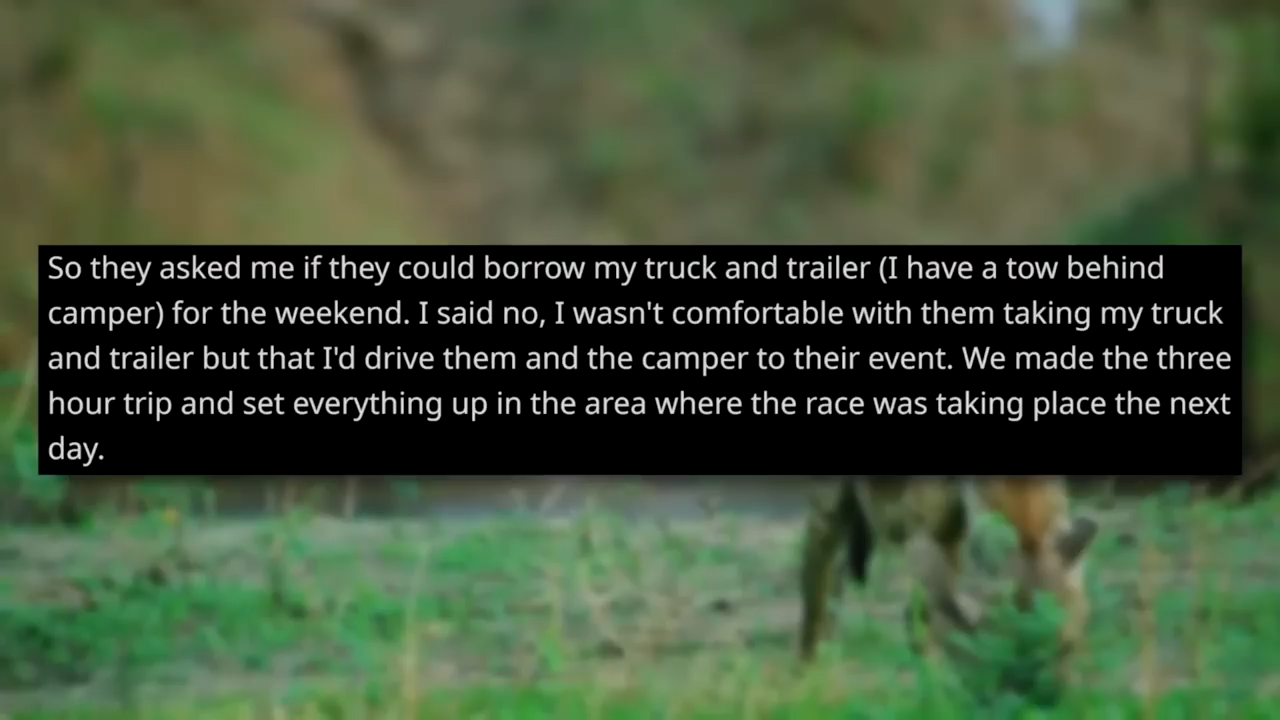 So they asked me if they could borrow my truck and trailer (I have a tow behind
camper) for the weekend. I said no, I wasn't comfortable with them taking my truck
and trailer but that I'd drive them and the camper to their event. We made the three
hour trip and set everything up in the area where the race was taking place the next
day.